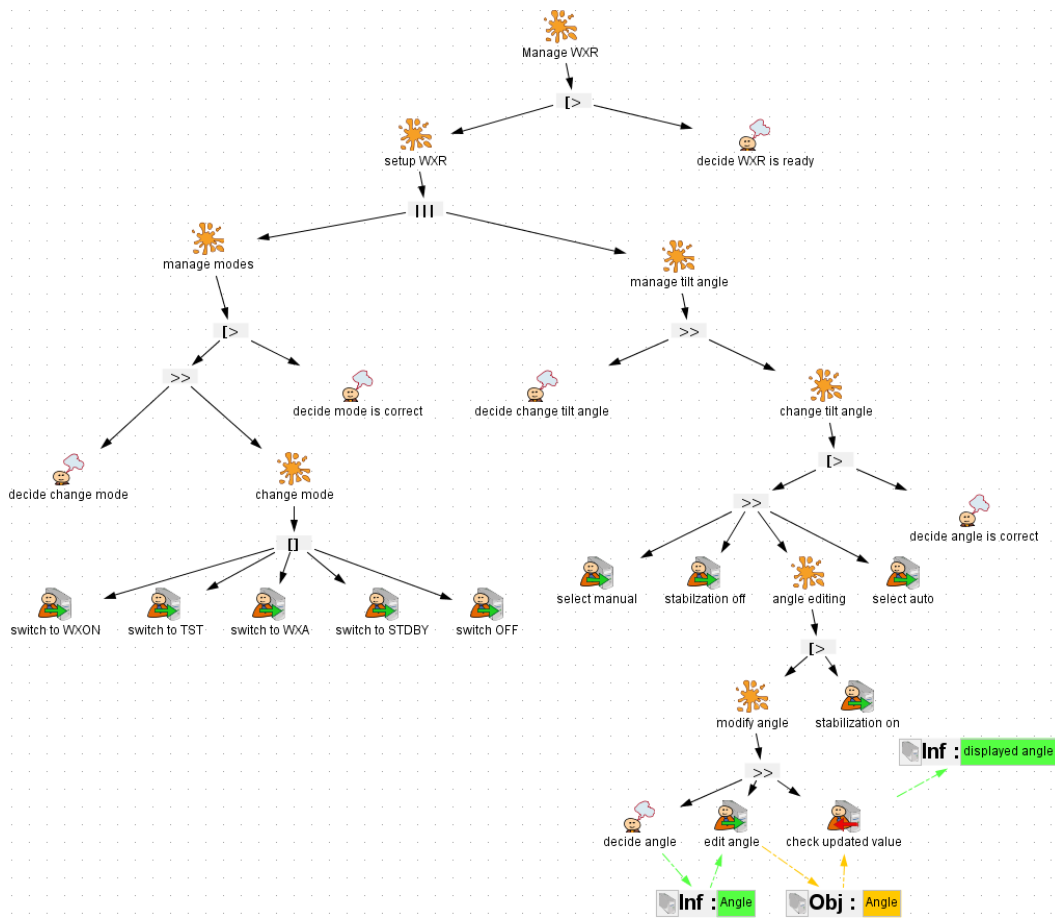 Manage WXR
[>
setup WXR
decide WXR is ready
|||
manage modes
manage tilt angle
[>
>>
>>
decide mode is correct
decide change tilt angle
change tilt angle
[>
decide change mode
change mode
>>
decide angle is correct
[]
select manual
stabilzation off
angle editing
select auto
switch to WXON
switch to TST
switch to WXA
switch to STDBY
switch OFF
[>
modify angle
stabilization on
Inf : displayed angle
>>
decide angle
edit angle
check updated value
Inf : Angle
Obj : Angle